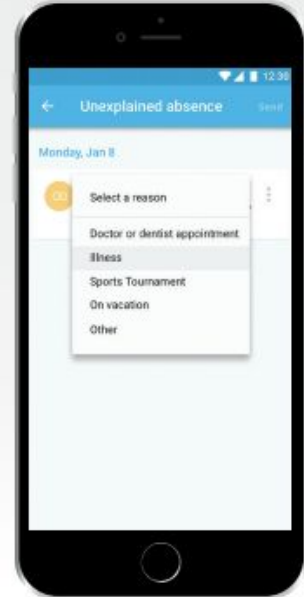 12:30
Unexplained absence
Send
Monday, Jan 8
Select a reason
Doctor or dentist appointment
Illness
Sports Tournament
On vacation
Other